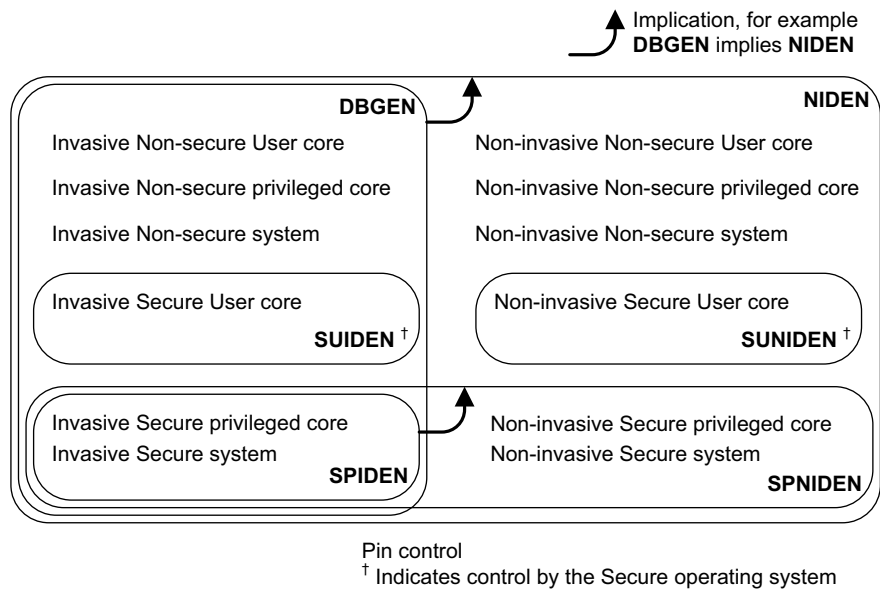 Implication, for example
DBGEN implies NIDEN
DBGEN
NIDEN
Invasive Non-secure User core
Non-invasive Non-secure User core
Invasive Non-secure privileged core
Non-invasive Non-secure privileged core
Invasive Non-secure system
Non-invasive Non-secure system
Invasive Secure User core
Non-invasive Secure User core
SUIDEN †
SUNIDEN †
Invasive Secure privileged core
Non-invasive Secure privileged core
Invasive Secure system
Non-invasive Secure system
SPIDEN
SPNIDEN
Pin control
† Indicates control by the Secure operating system